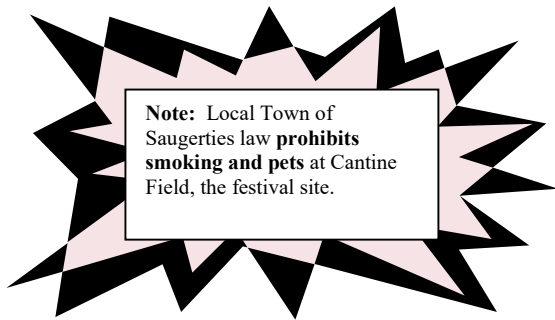 Note:  Local Town of
Saugerties law prohibits
smoking and pets at Cantine
Field, the festival site.